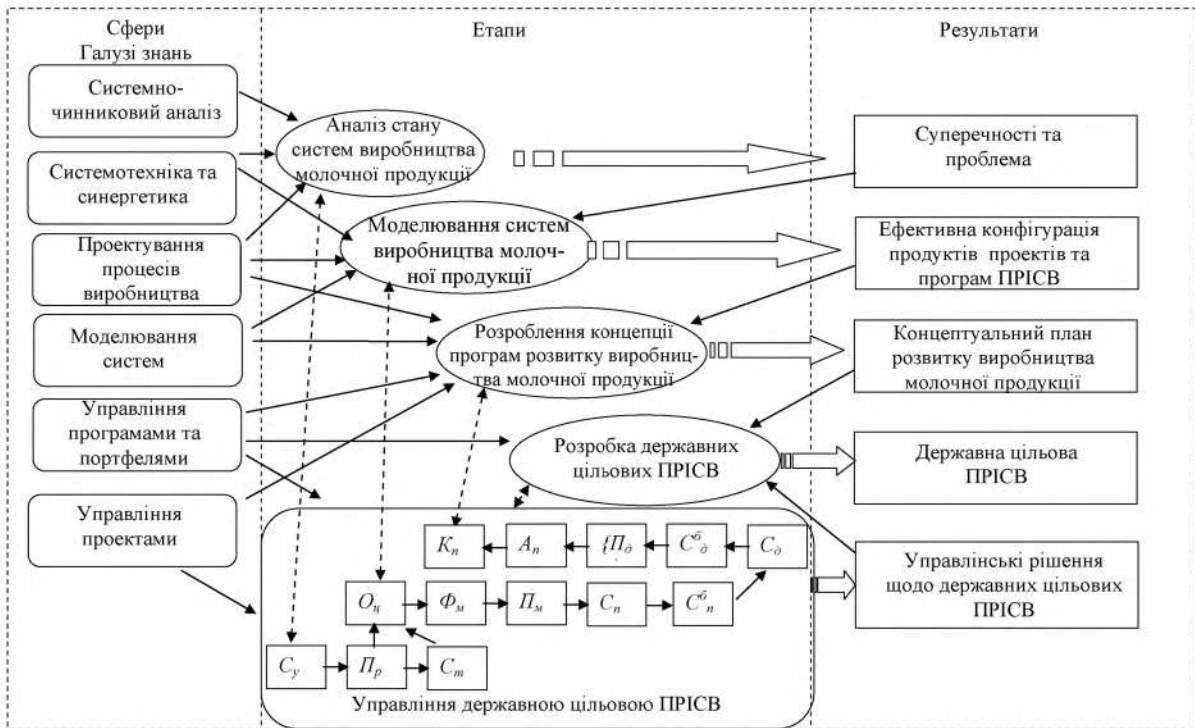 Сфери
Галузі знань
Етапи
Результати
Системно-
чинниковий аналіз
Системотехніка та
синергетика
Проектування
процесів
виробництва
Моделювання
систем
Управління
програмами та
портфелями
Управління
проектами
Аналіз стану
систем виробництва
молочної продукції
Моделювання систем
виробництва молоч-
ної продукції
Розроблення концепції
програм розвитку виробниц-
тва молочної продукції
Розробка державних
цільових ПРІСВ
Kп Aп {Пд Cбд Cд
Oц Фм Пм Cп Cбп
Cу Пр Cт
Управління державною цільовою ПРІСВ
Суперечності та
проблема
Ефективна конфігурація
продуктів проектів та
програм ПРІСВ
Концептуальний план
розвитку виробництва
молочної продукції
Державна цільова
ПРІСВ
Управлінські рішення
щодо державних цільових
ПРІСВ